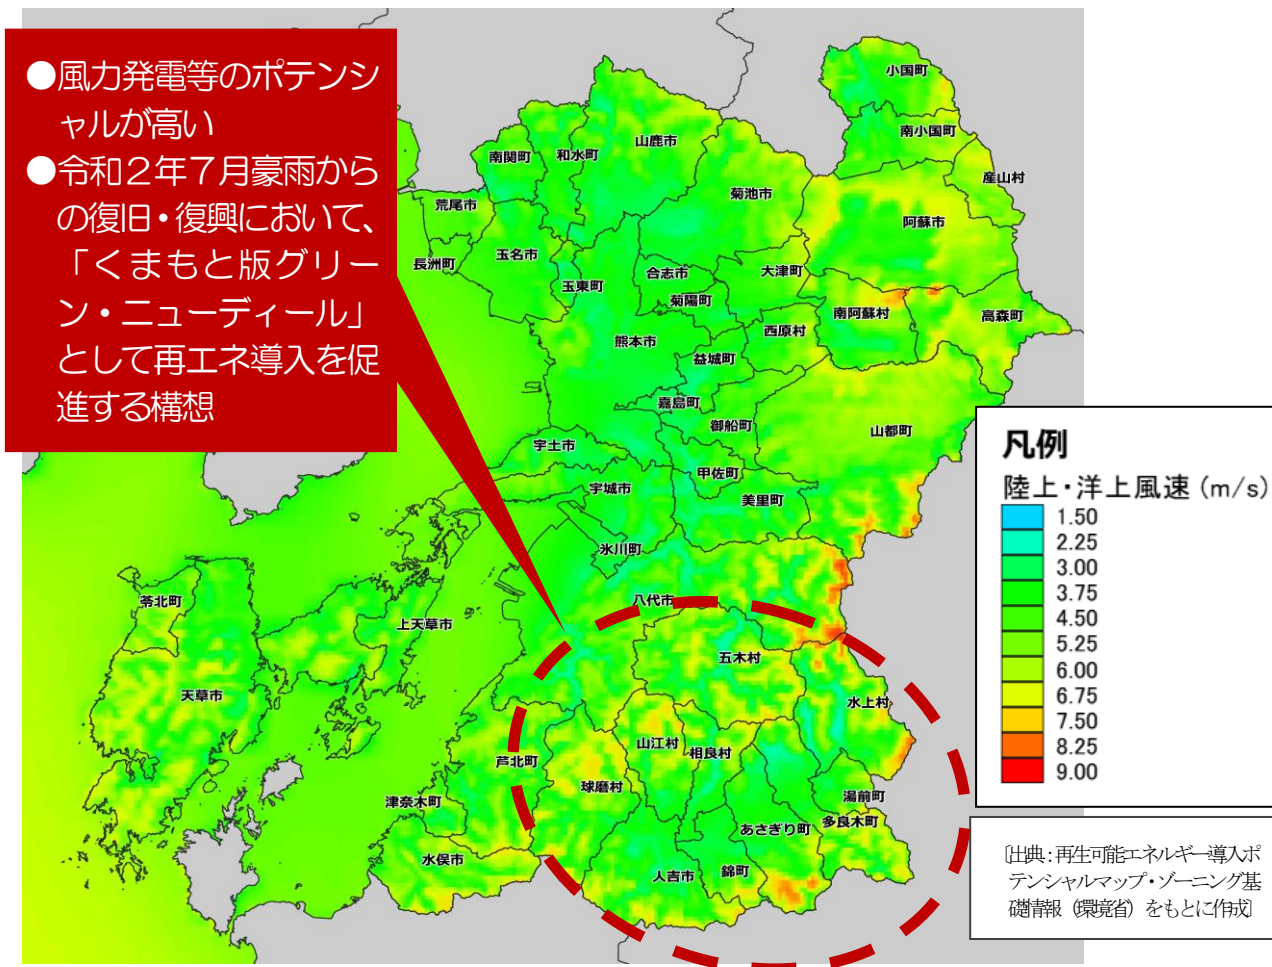 ●風力発電等のポテンシ
ャルが高い
●令和２年７月豪雨から
の復旧・復興において、
「くまもと版グリー
ン・ニューディール」
として再エネ導入を促
進する構想
小国町
南小国町
産山村
山鹿市
和水町
南関町
菊池市
阿蘇市
荒尾市
玉名市
長洲町
玉東町
合志市
大津町
菊陽町
南阿蘇村
高森町
西原村
熊本市
益城町
嘉島町
御船町
山都町
宇土市
甲佐町
宇城市
美里町
氷川町
八代市
苓北町
上天草市
天草市
五木村
水上村
山江村
相良村
芦北町
球磨村
湯前町
津奈木町
あさぎり町
多良木町
水俣市
人吉市
錦町
凡例
陸上・洋上風速 (m/s)
1.50
2.25
3.00
3.75
4.50
5.25
6.00
6.75
7.50
8.25
9.00
〔出典：再生可能エネルギー導入ポ
テンシャルマップ・ゾーニング基
礎情報（環境省）をもとに作成〕